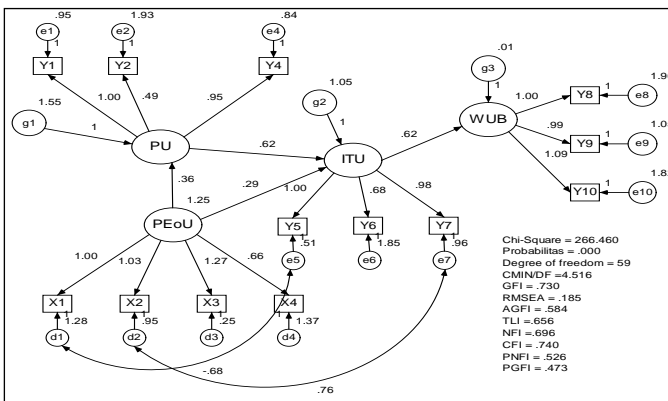 .95 1.93 .84
e1 e2 e4
1 1 1
Y1 Y2 Y4
1.00 .49 .95
1.55
g1 1
PU
.62
1.05
g2
1
ITU
.62
.01
g3
1
WUB
1.00 Y8 1 e8
.99 Y9 1 e9
1.09 Y10 1 e10
.36
1.25 .29
PEoU
1.00 .68 .98
Y5 Y6 Y7
1 1 1
.51 1.85 .96
e5 e6 e7
1.00 1.03 1.27 .66
X1 X2 X3 X4
1 1 1 1
1.28 .95 .25 1.37
d1 d2 d3 d4
-.68
.76
Chi-Square = 266.460
Probabilitas = .000
Degree of freedom = 59
CMIN/DF =4.516
GFI = .730
RMSEA = .185
AGFI = .584
TLI =.656
NFI =.696
CFI = .740
PNFI = .526
PGFI = .473